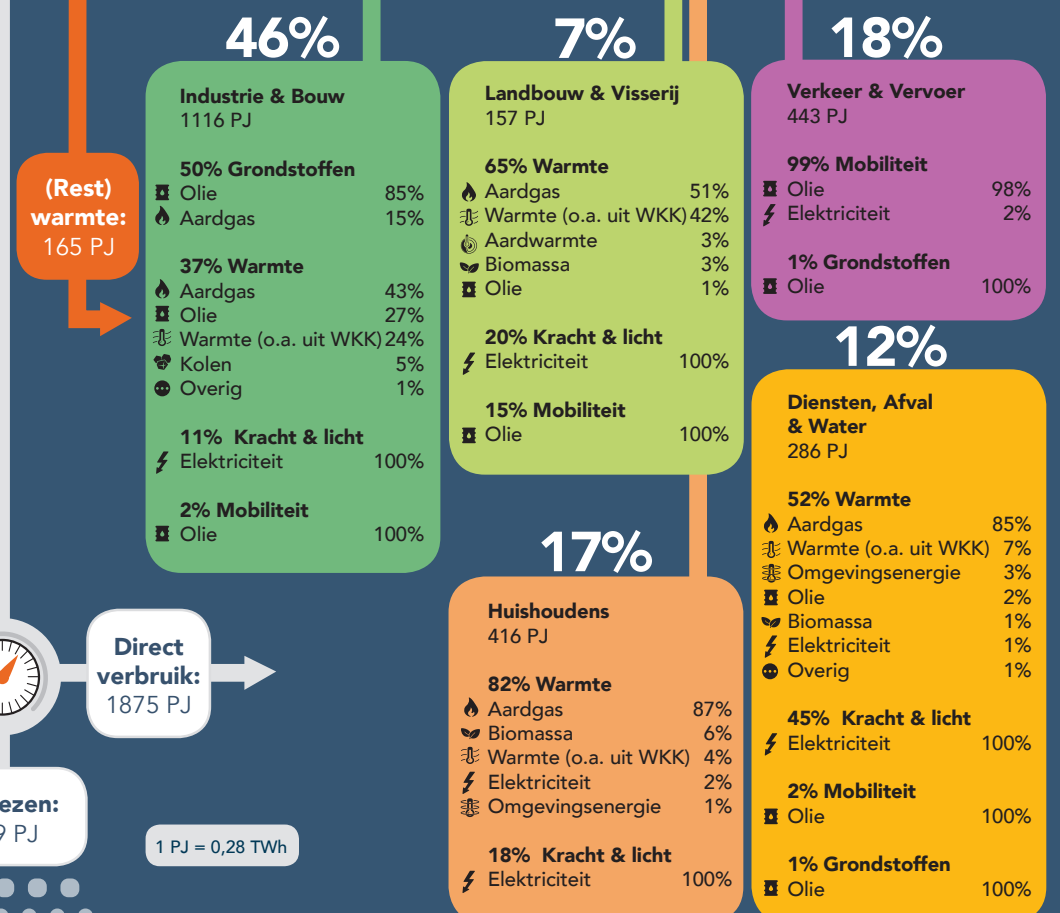 46%
Industrie & Bouw
1116 PJ
50% Grondstoffen
Olie 85%
Aardgas 15%
37% Warmte
Aardgas 43%
Olie 27%
Warmte (o.a. uit WKK) 24%
Kolen 5%
Overig 1%
11% Kracht & licht
Elektriciteit 100%
2% Mobiliteit
Olie 100%
(Rest)
warmte:
165 PJ
7%
Landbouw & Visserij
157 PJ
65% Warmte
Aardgas 51%
Warmte (o.a. uit WKK) 42%
Aardwarmte 3%
Biomassa 3%
Olie 1%
20% Kracht & licht
Elektriciteit 100%
15% Mobiliteit
Olie 100%
18%
Verkeer & Vervoer
443 PJ
99% Mobiliteit
Olie 98%
Elektriciteit 2%
1% Grondstoffen
Olie 100%
12%
Diensten, Afval
& Water
286 PJ
52% Warmte
Aardgas 85%
Warmte (o.a. uit WKK) 7%
Omgevingsenergie 3%
Olie 2%
Biomassa 1%
Elektriciteit 1%
Overig 1%
45% Kracht & licht
Elektriciteit 100%
2% Mobiliteit
Olie 100%
1% Grondstoffen
Olie 100%
17%
Huishoudens
416 PJ
82% Warmte
Aardgas 87%
Biomassa 6%
Warmte (o.a. uit WKK) 4%
Elektriciteit 2%
Omgevingsenergie 1%
18% Kracht & licht
Elektriciteit 100%
Direct
verbruik:
1875 PJ
ezen:
9 PJ
1 PJ = 0,28 TWh